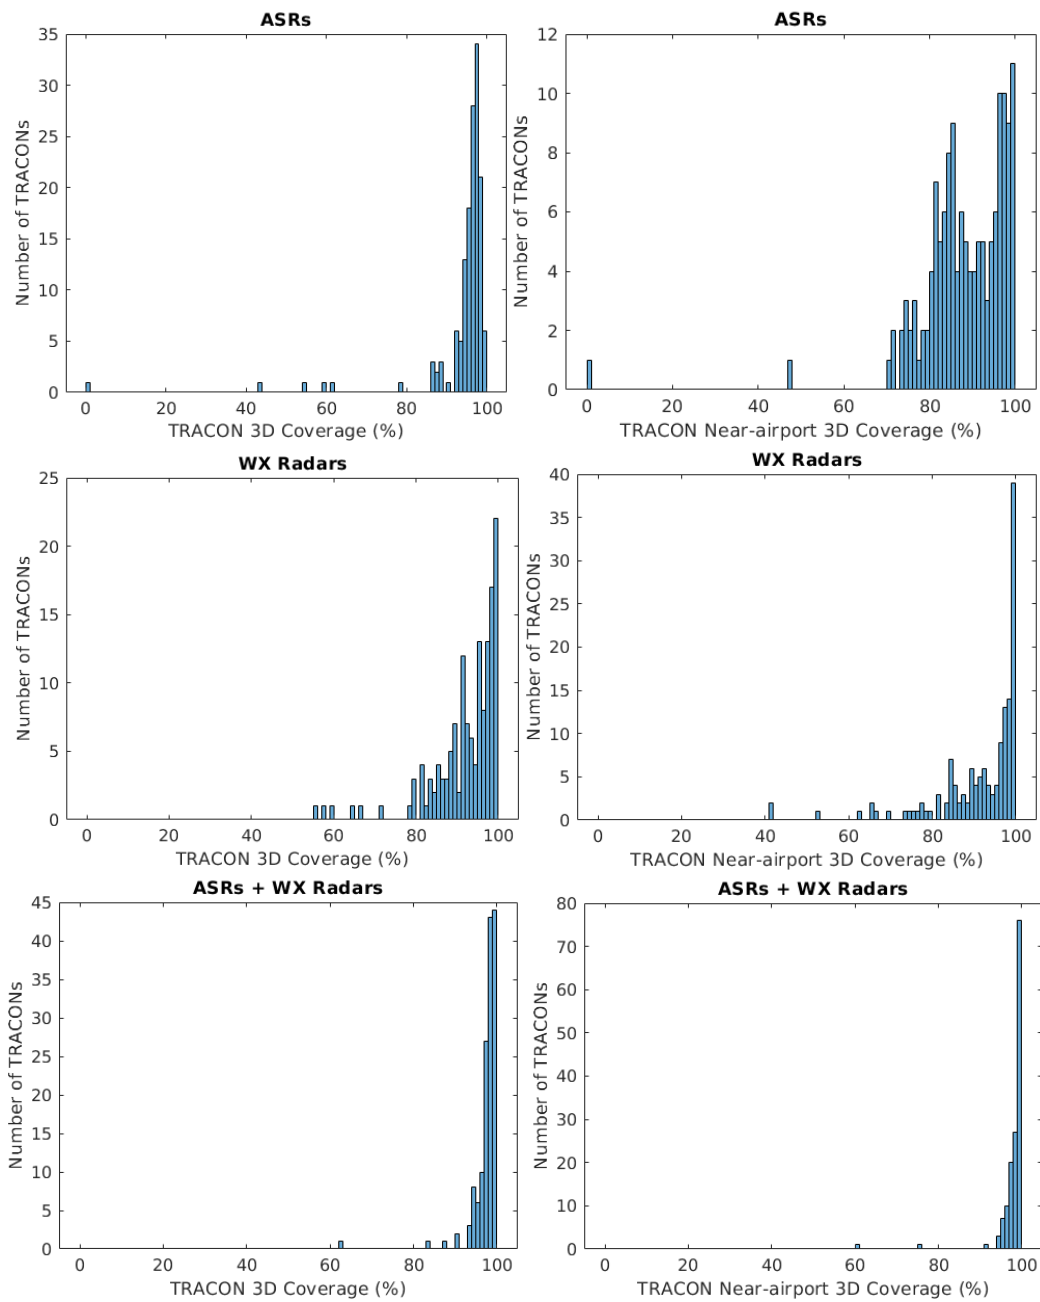 ASRs
35
30
25
20
15
10
5
0
Number of TRACONs
0 20 40 60 80 100
TRACON 3D Coverage (%)
ASRs
12
10
8
6
4
2
0
Number of TRACONs
0 20 40 60 80 100
TRACON Near-airport 3D Coverage (%)
WX Radars
25
20
15
10
5
0
Number of TRACONs
0 20 40 60 80 100
TRACON 3D Coverage (%)
WX Radars
40
35
30
25
20
15
10
5
0
Number of TRACONs
0 20 40 60 80 100
TRACON Near-airport 3D Coverage (%)
ASRs + WX Radars
45
40
35
30
25
20
15
10
5
0
Number of TRACONs
0 20 40 60 80 100
TRACON 3D Coverage (%)
ASRs + WX Radars
80
70
60
50
40
30
20
10
0
Number of TRACONs
0 20 40 60 80 100
TRACON Near-airport 3D Coverage (%)